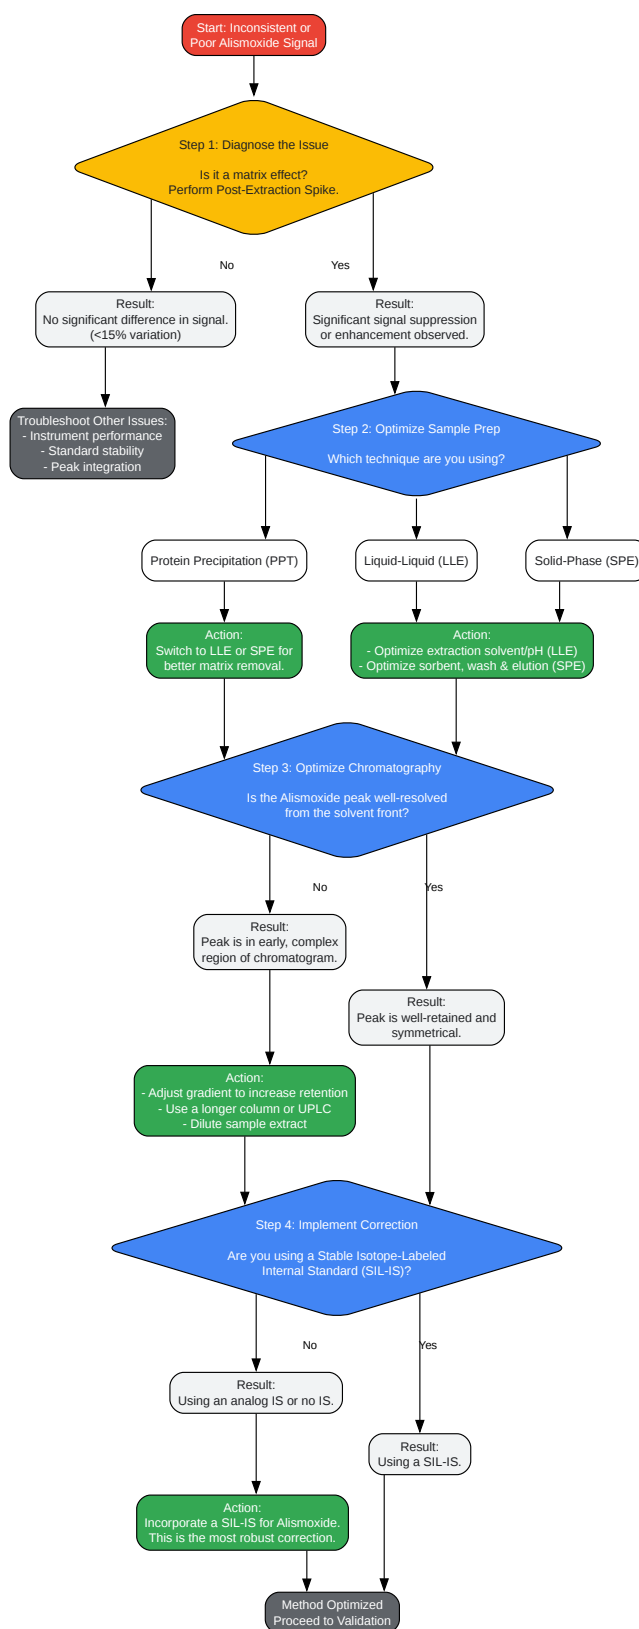 Start: Inconsistent or
Poor Alismoxide Signal
Step 1: Diagnose the Issue
Is it a matrix effect?
Perform Post-Extraction Spike.
No
Yes
Result:
No significant difference in signal.
(<15% variation)
Result:
Significant signal suppression
or enhancement observed.
Troubleshoot Other Issues:
- Instrument performance
- Standard stability
- Peak integration
Step 2: Optimize Sample Prep
Which technique are you using?
Protein Precipitation (PPT)
Liquid-Liquid (LLE)
Solid-Phase (SPE)
Action:
Switch to LLE or SPE for
better matrix removal.
Action:
- Optimize extraction solvent/pH (LLE)
- Optimize sorbent, wash & elution (SPE)
Step 3: Optimize Chromatography
Is the Alismoxide peak well-resolved
from the solvent front?
No
Yes
Result:
Peak is in early, complex
region of chromatogram.
Result:
Peak is well-retained and
symmetrical.
Action:
- Adjust gradient to increase retention
- Use a longer column or UPLC
- Dilute sample extract
Step 4: Implement Correction
Are you using a Stable Isotope-Labeled
Internal Standard (SIL-IS)?
No
Yes
Result:
Using an analog IS or no IS.
Result:
Using a SIL-IS.
Action:
Incorporate a SIL-IS for Alismoxide.
This is the most robust correction.
Method Optimized
Proceed to Validation